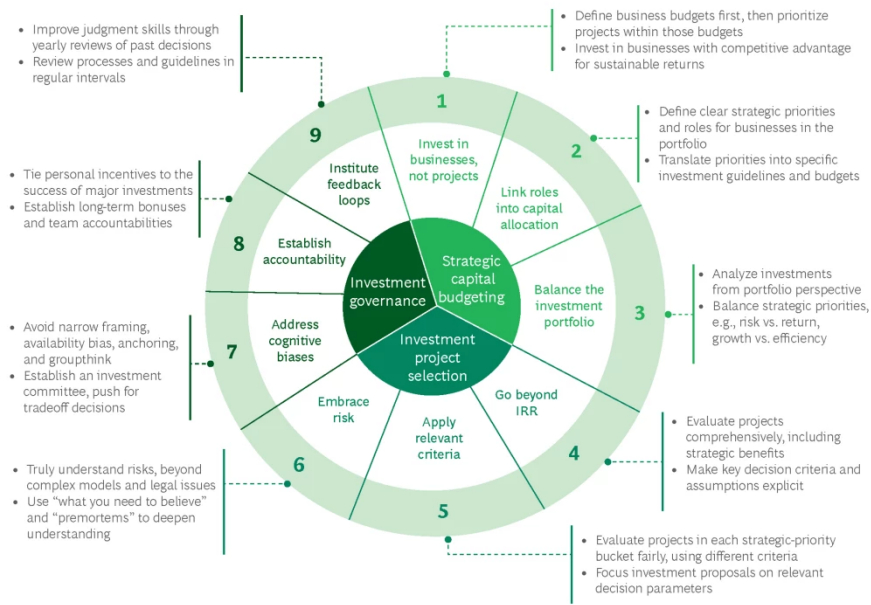 • Define business budgets first, then prioritize
projects within those budgets
• Invest in businesses with competitive advantage
for sustainable returns
1
Invest in
businesses,
not projects
• Define clear strategic priorities
and roles for businesses in the
portfolio
• Translate priorities into specific
investment guidelines and budgets
2
Link roles
into capital
allocation
• Analyze investments
from portfolio perspective
• Balance strategic priorities,
e.g., risk vs. return,
growth vs. efficiency
3
Balance the
investment
portfolio
Strategic
capital
budgeting
• Evaluate projects
comprehensively, including
strategic benefits
• Make key decision criteria and
assumptions explicit
4
Go beyond
IRR
• Evaluate projects in each strategic-priority
bucket fairly, using different criteria
• Focus investment proposals on relevant
decision parameters
5
Apply
relevant
criteria
• Truly understand risks, beyond
complex models and legal issues
• Use “what you need to believe”
and “premortems” to deepen
understanding
6
Embrace
risk
Investment
project
selection
• Avoid narrow framing,
availability bias, anchoring,
and groupthink
• Establish an investment
committee, push for
tradeoff decisions
7
Address
cognitive
biases
• Tie personal incentives to the
success of major investments
• Establish long-term bonuses
and team accountabilities
8
Establish
accountability
• Improve judgment skills through
yearly reviews of past decisions
• Review processes and guidelines in
regular intervals
9
Institute
feedback
loops
Investment
governance